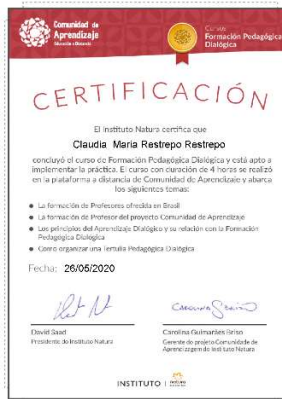 Comunidad de
Aprendizaje
Educación a Distancia
Curso
Formación Pedagógica
Dialógica
CERTIFICACIÓN
El Instituto Natura certifica que
Claudia Maria Restrepo Restrepo
concluyó el curso de Formación Pedagógica Dialógica y está apto a
implementar la práctica. El curso con duración de 4 horas se realizó
en la plataforma a distancia de Comunidad de Aprendizaje y abarca
los siguientes temas:
La formación de Profesores ofrecida en Brasil
La formación de Profesor del proyecto Comunidad de Aprendizaje
Los principios del Aprendizaje Dialógico y su relación con la Formación
Pedagógica Dialógica
Cómo organizar una Tertulia Pedagógica Dialógica
Fecha: 26/05/2020
David Saad
Presidente do Instituto Natura
Carolina Guimarães Briso
Gerente do projeto Comunidade de
Aprendizagem do Instituto Natura
INSTITUTO natura